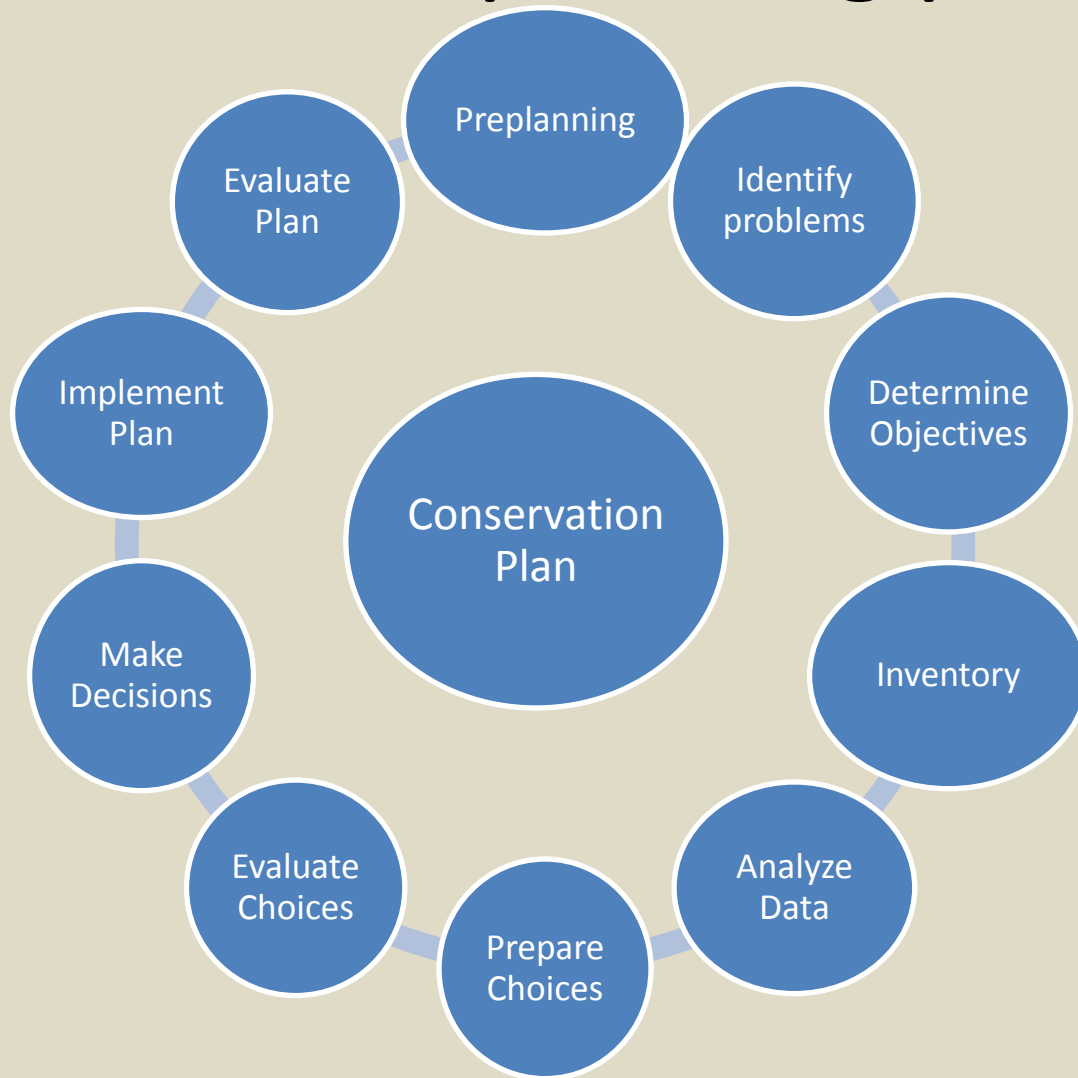 Preplanning
Identify
problems
Determine
Objectives
Inventory
Analyze
Data
Prepare
Choices
Evaluate
Choices
Make
Decisions
Implement
Plan
Evaluate
Plan
Conservation
Plan